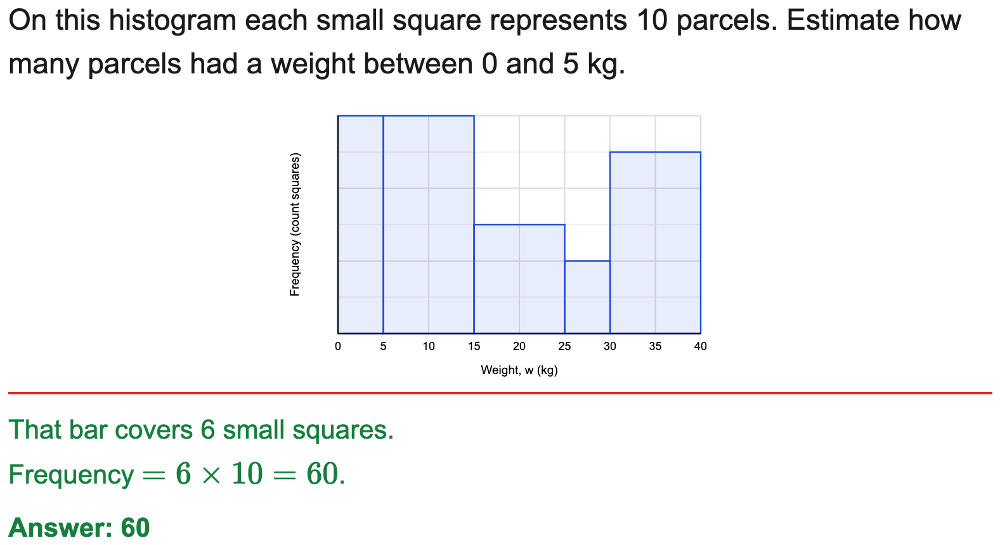 On this histogram each small square represents 10 parcels. Estimate how
many parcels had a weight between 0 and 5 kg.
Frequency (count squares)
0 5 10 15 20 25 30 35 40
Weight, w (kg)
That bar covers 6 small squares.
Frequency = 6 × 10 = 60.
Answer: 60